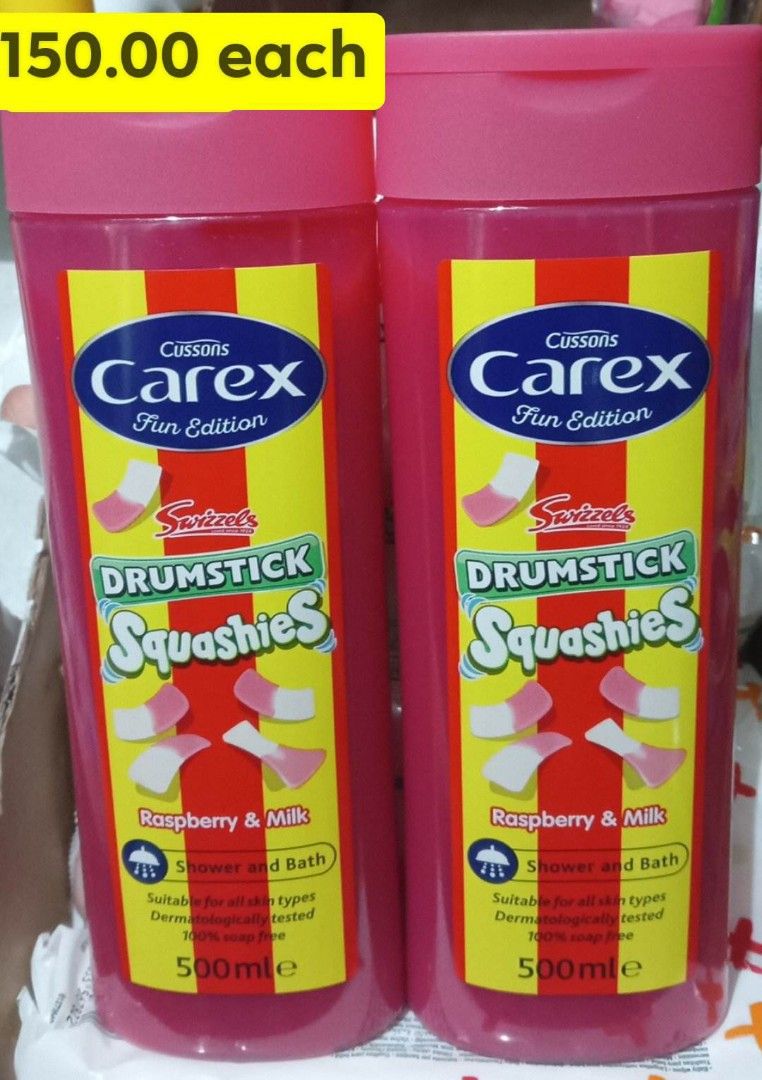 150.00 each
Cussons
Carex
Fun Edition
Swizzels
DRUMSTICK
Squashies
Raspberry & Milk
Shower and Bath
Suitable for all skin types
Dermatologically tested
100% soap free
500ml e
Cussons
Carex
Fun Edition
Swizzels
DRUMSTICK
Squashies
Raspberry & Milk
Shower and Bath
Suitable for all skin types
Dermatologically tested
100% soap free
500ml e